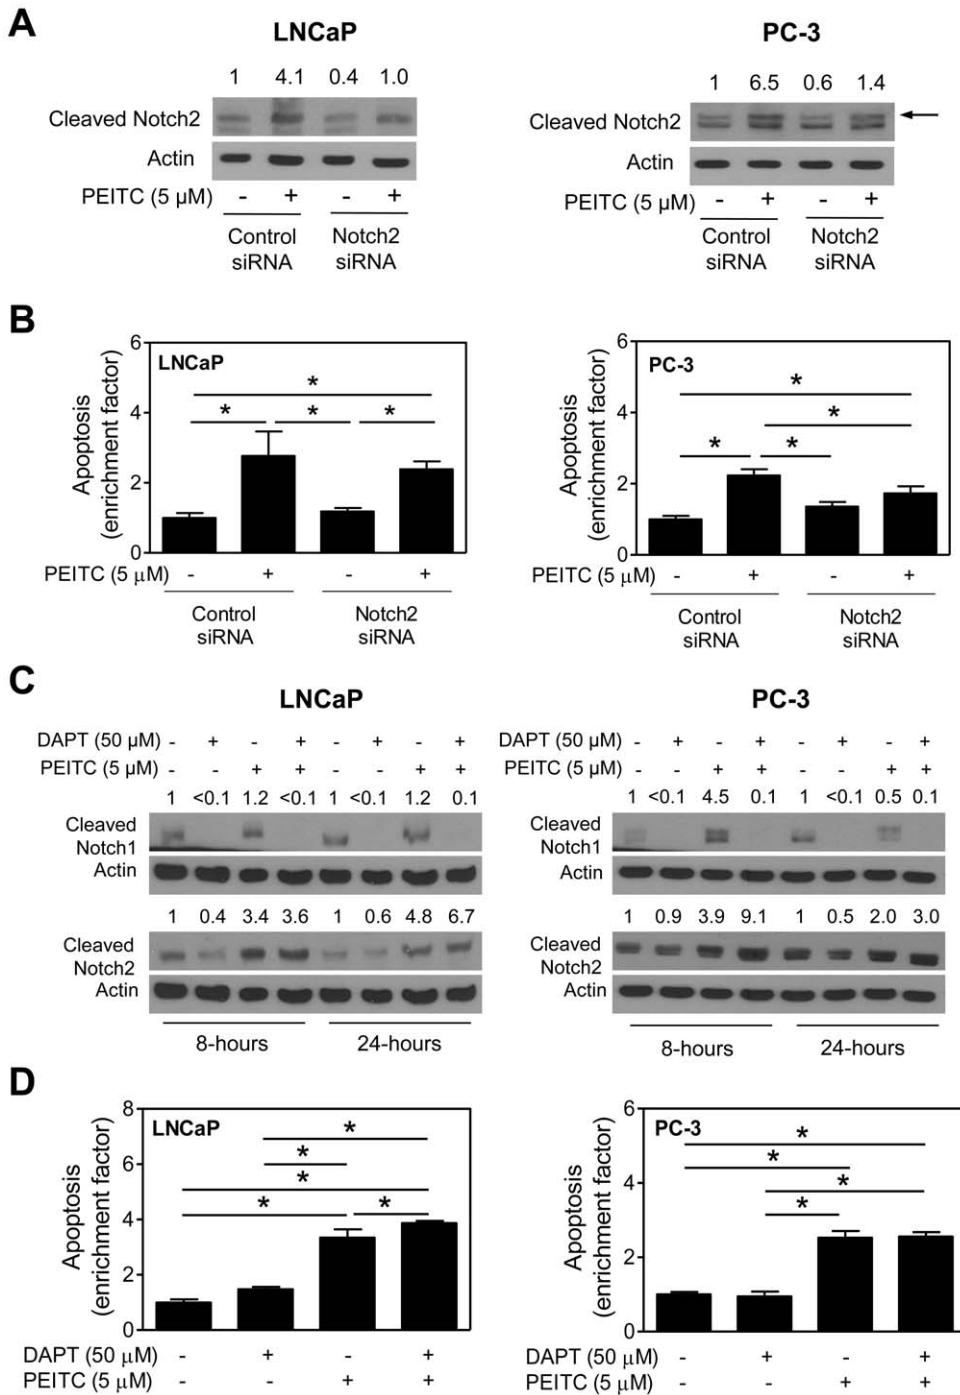 A
LNCaP
1 4.1 0.4 1.0
Cleaved Notch2
Actin
PEITC (5 µM) - + - +
Control siRNA
Notch2 siRNA
PC-3
1 6.5 0.6 1.4
Cleaved Notch2
Actin
PEITC (5 µM) - + - +
Control siRNA
Notch2 siRNA
B
LNCaP
Apoptosis
(enrichment factor)
6
4
2
0
* 
* * *
PEITC (5 µM) - + - +
Control
siRNA
Notch2
siRNA
PC-3
Apoptosis
(enrichment factor)
6
4
2
0
*
*
* *
PEITC (5 µM) - + - +
Control
siRNA
Notch2
siRNA
C
LNCaP
DAPT (50 µM) - + - + - + - +
PEITC (5 µM) - - + + - - + +
1 <0.1 1.2 <0.1 1 <0.1 1.2 0.1
Cleaved
Notch1
Actin
1 0.4 3.4 3.6 1 0.6 4.8 6.7
Cleaved
Notch2
Actin
8-hours 24-hours
PC-3
DAPT (50 µM) - + - + - + - +
PEITC (5 µM) - - + + - - + +
1 <0.1 4.5 0.1 1 <0.1 0.5 0.1
Cleaved
Notch1
Actin
1 0.9 3.9 9.1 1 0.5 2.0 3.0
Cleaved
Notch2
Actin
8-hours 24-hours
D
LNCaP
Apoptosis
(enrichment factor)
8
6
4
2
0
*
*
*
* *
DAPT (50 µM) - + - +
PEITC (5 µM) - - + +
PC-3
Apoptosis
(enrichment factor)
6
4
2
0
*
*
*
*
DAPT (50 µM) - + - +
PEITC (5 µM) - - + +